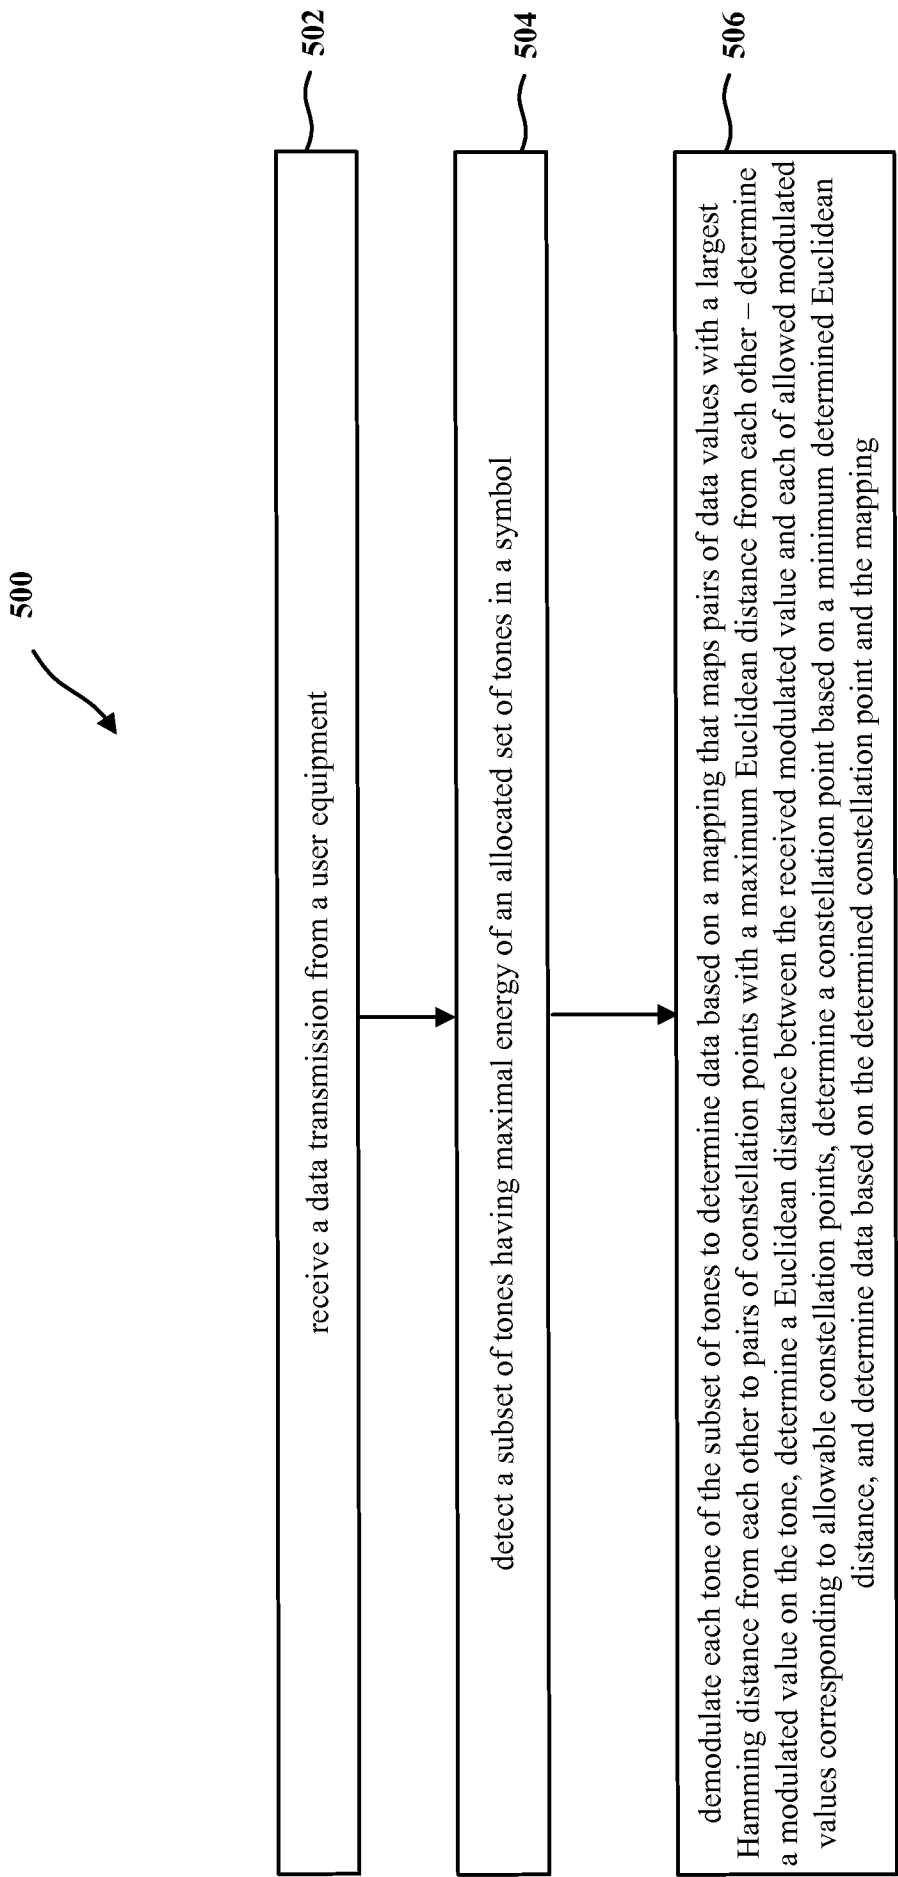 500
502
receive a data transmission from a user equipment
504
detect a subset of tones having maximal energy of an allocated set of tones in a symbol
506
demodulate each tone of the subset of tones to determine data based on a mapping that maps pairs of data values with a largest
Hamming distance from each other to pairs of constellation points with a maximum Euclidean distance from each other – determine
a modulated value on the tone, determine a Euclidean distance between the received modulated value and each of allowed modulated
values corresponding to allowable constellation points, determine a constellation point based on a minimum determined Euclidean
distance, and determine data based on the determined constellation point and the mapping